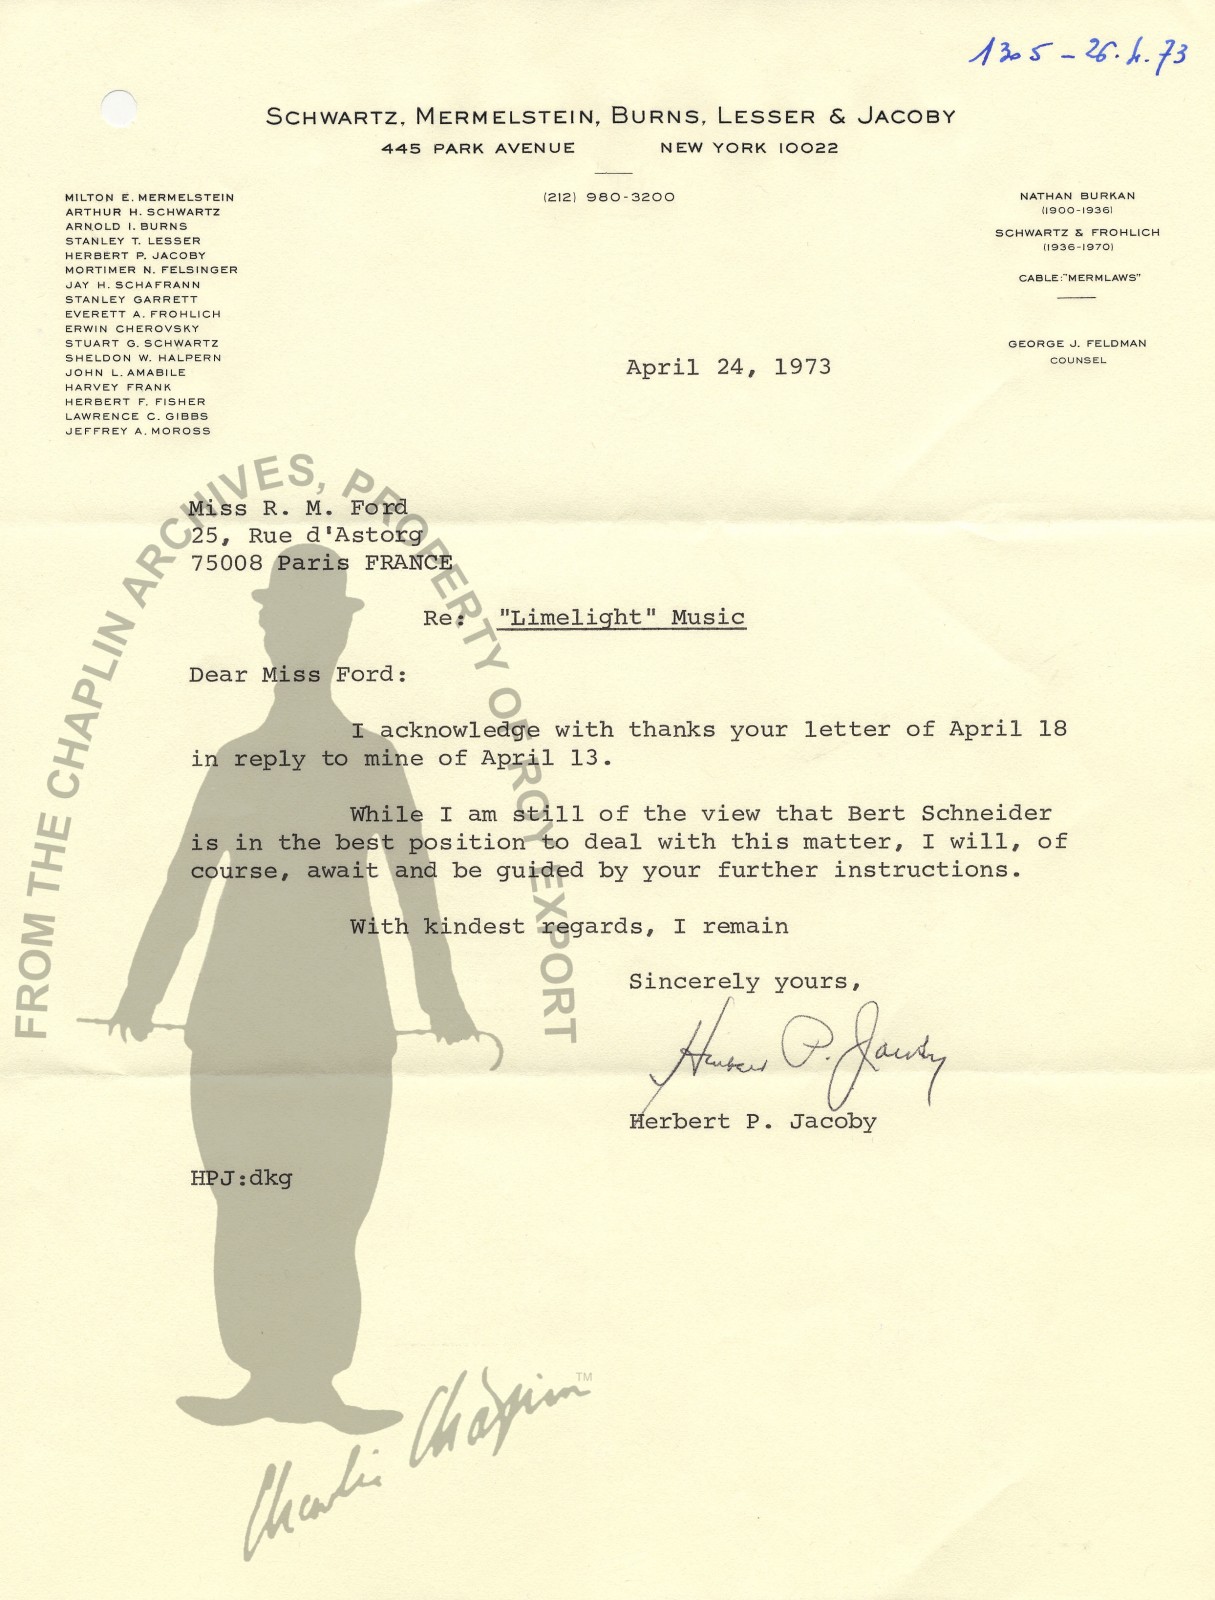 1305 - 26.4.73
SCHWARTZ, MERMELSTEIN, BURNS, LESSER & JACOBY
445 PARK AVENUE NEW YORK 10022
(212) 980-3200
MILTON E. MERMELSTEIN
ARTHUR H. SCHWARTZ
ARNOLD I. BURNS
STANLEY T. LESSER
HERBERT P. JACOBY
MORTIMER N. FELSINGER
JAY H. SCHAFRANN
STANLEY GARRETT
EVERETT A. FROHLICH
ERWIN CHEROVSKY
STUART G. SCHWARTZ
SHELDON W. HALPERN
JOHN L. AMABILE
HARVEY FRANK
HERBERT F. FISHER
LAWRENCE C. GIBBS
JEFFREY A. MOROSS
NATHAN BURKAN
(1900-1936)
SCHWARTZ & FROHLICH
(1936-1970)
CABLE:"MERMLAWS"
GEORGE J. FELDMAN
COUNSEL
April 24, 1973
Miss R. M. Ford
25, Rue d'Astorg
75008 Paris FRANCE
Re: "Limelight" Music
Dear Miss Ford:
I acknowledge with thanks your letter of April 18
in reply to mine of April 13.
While I am still of the view that Bert Schneider
is in the best position to deal with this matter, I will, of
course, await and be guided by your further instructions.
With kindest regards, I remain
Sincerely yours,
Herbert P. Jacoby
Herbert P. Jacoby
HPJ:dkg
FROM THE CHAPLIN ARCHIVES, PROPERTY OF ROY EXPORT
Charlie Chaplin TM